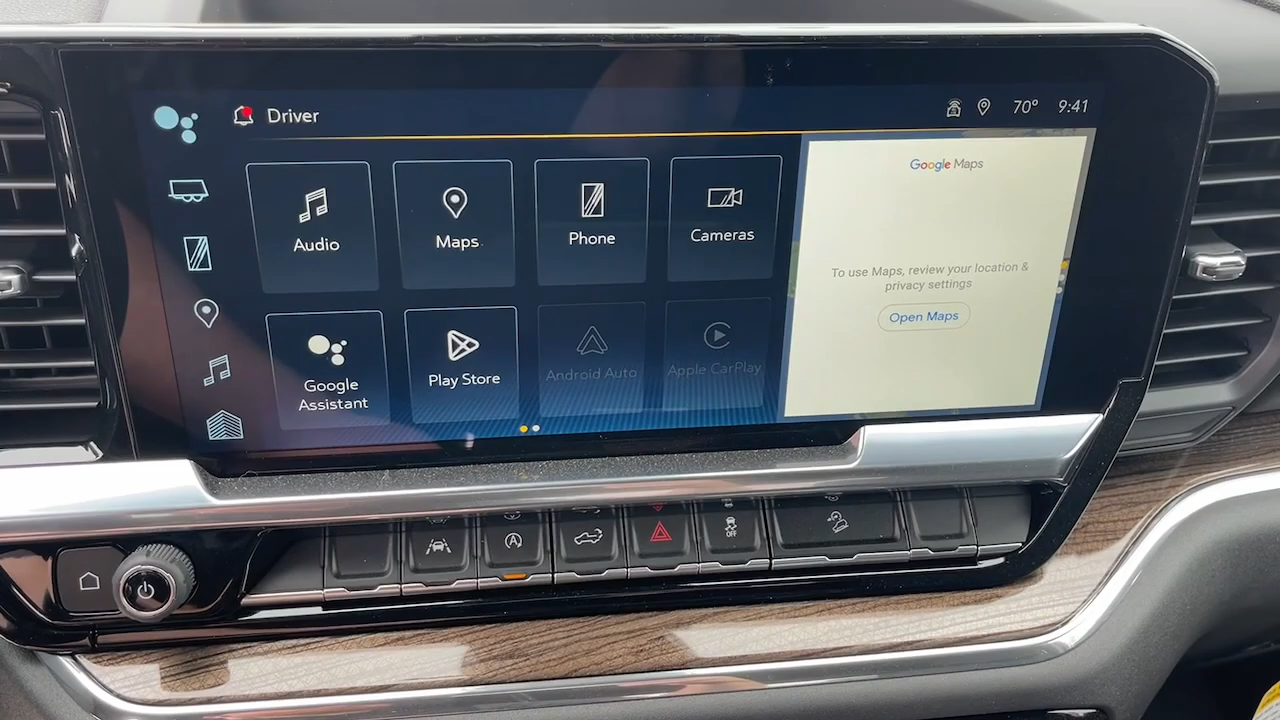 Driver
70° 9:41
Audio
Maps
Phone
Cameras
Google
Assistant
Play Store
Android Auto
Apple CarPlay
Google Maps
To use Maps, review your location &
privacy settings
Open Maps
A
OFF